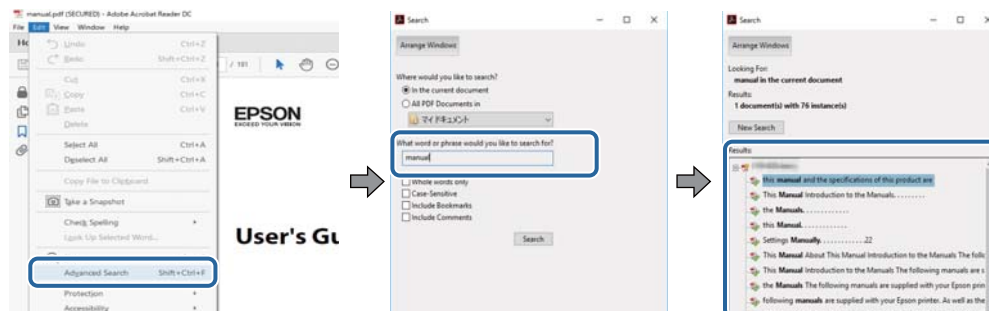 manual.pdf (SECURED) - Adobe Acrobat Reader DC
File Edit View Window Help
Undo Ctrl+Z
Redo Shift+Ctrl+Z
Cut Ctrl+X
Copy Ctrl+C
Paste Ctrl+V
Delete
Select All Ctrl+A
Deselect All Shift+Ctrl+A
Copy File to Clipboard
Take a Snapshot
Check Spelling
Look Up Selected Word...
Advanced Search Shift+Ctrl+F
Protection
Accessibility
/ 191
EPSON
EXCEED YOUR VISION
User's Gu
Search
Arrange Windows
Where would you like to search?
In the current document
All PDF Documents in
マイ ドキュメント
What word or phrase would you like to search for?
manual
Whole words only
Case-Sensitive
Include Bookmarks
Include Comments
Search
Search
Arrange Windows
Looking For:
manual in the current document
Results:
1 document(s) with 76 instance(s)
New Search
Results:
this manual and the specifications of this product are
This Manual Introduction to the Manuals. . . . . . . . .
the Manuals. . . . . . . . . . . . .
this Manual. . . . . . . . . . . . .
Settings Manually. . . . . . . . . . . . .22
This Manual About This Manual Introduction to the Manuals The follo
This Manual Introduction to the Manuals The following manuals are s
the Manuals The following manuals are supplied with your Epson prin
following manuals are supplied with your Epson printer. As well as the